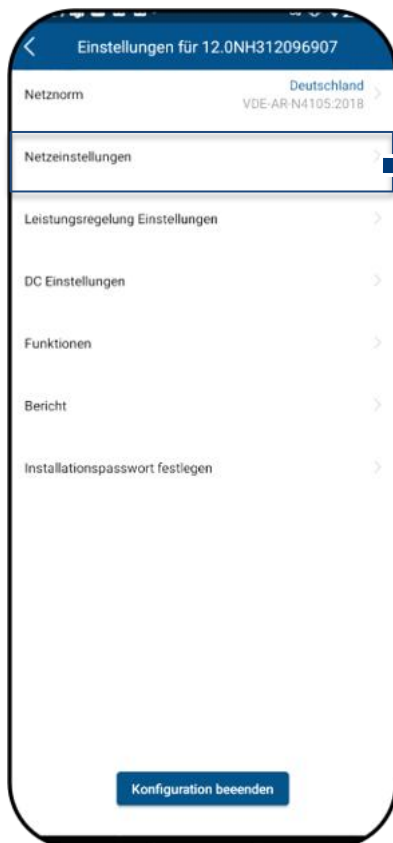 Einstellungen für 12.0NH312096907
Netznorm
Deutschland
VDE-AR-N4105:2018
Netzeinstellungen
Leistungsregelung Einstellungen
DC Einstellungen
Funktionen
Bericht
Installationspasswort festlegen
Konfiguration beeenden